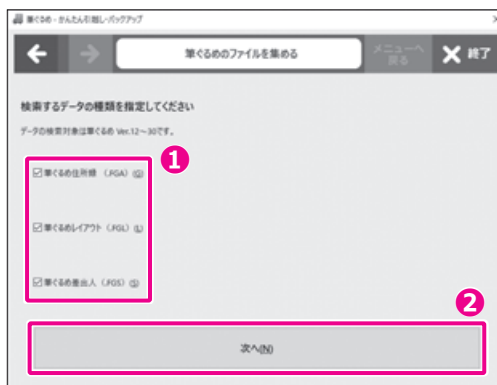 筆ぐるめ - かんたん引越し・バックアップ
筆ぐるめのファイルを集める
メニューへ
戻る
終了
検索するデータの種類を指定してください
データの検索対象は筆ぐるめ Ver.12～30です。
❶
筆ぐるめ住所録 (.FGA) (G)
筆ぐるめレイアウト (.FGL) (L)
筆ぐるめ差出人 (.FGS) (S)
❷
次へ(N)